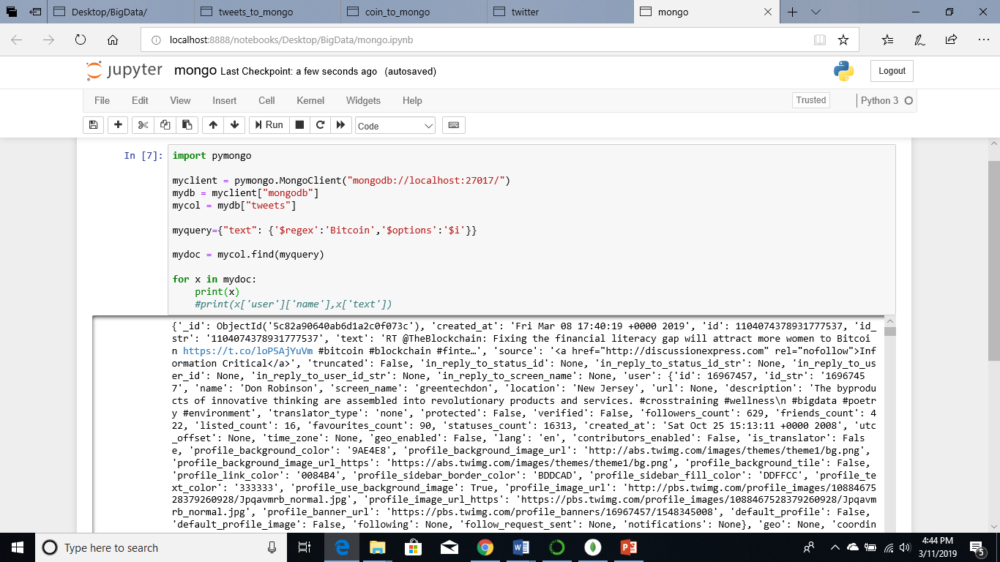 Desktop/BigData/ tweets_to_mongo coin_to_mongo twitter mongo
localhost:8888/notebooks/Desktop/BigData/mongo.ipynb
jupyter mongo Last Checkpoint: a few seconds ago (autosaved) Logout
File Edit View Insert Cell Kernel Widgets Help Trusted Python 3
Run Code
In [7]: import pymongo
myclient = pymongo.MongoClient("mongodb://localhost:27017/")
mydb = myclient["mongodb"]
mycol = mydb["tweets"]
myquery={"text": {'$regex':'Bitcoin','$options':'$i'}}
mydoc = mycol.find(myquery)
for x in mydoc:
    print(x)
    #print(x['user']['name'],x['text'])
{'_id': ObjectId('5c82a90640ab6d1a2c0f073c'), 'created_at': 'Fri Mar 08 17:40:19 +0000 2019', 'id': 1104074378931777537, 'id_
str': '1104074378931777537', 'text': 'RT @TheBlockchain: Fixing the financial literacy gap will attract more women to Bitcoi
n https://t.co/loP5AjYuVm #bitcoin #blockchain #finte…', 'source': '<a href="http://discussionexpress.com" rel="nofollow">Inf
ormation Critical</a>', 'truncated': False, 'in_reply_to_status_id': None, 'in_reply_to_status_id_str': None, 'in_reply_to_us
er_id': None, 'in_reply_to_user_id_str': None, 'in_reply_to_screen_name': None, 'user': {'id': 16967457, 'id_str': '1696745
7', 'name': 'Don Robinson', 'screen_name': 'greentechdon', 'location': 'New Jersey', 'url': None, 'description': 'The byprodu
cts of innovative thinking are assembled into revolutionary products and services. #crosstraining #wellness\n #bigdata #poetr
y #environment', 'translator_type': 'none', 'protected': False, 'verified': False, 'followers_count': 629, 'friends_count': 4
22, 'listed_count': 16, 'favourites_count': 90, 'statuses_count': 16313, 'created_at': 'Sat Oct 25 15:13:11 +0000 2008', 'utc
_offset': None, 'time_zone': None, 'geo_enabled': False, 'lang': 'en', 'contributors_enabled': False, 'is_translator': Fals
e, 'profile_background_color': '9AE4E8', 'profile_background_image_url': 'http://abs.twimg.com/images/themes/theme1/bg.png',
'profile_background_image_url_https': 'https://abs.twimg.com/images/themes/theme1/bg.png', 'profile_background_tile': False,
'profile_link_color': '0084B4', 'profile_sidebar_border_color': 'BDDCAD', 'profile_sidebar_fill_color': 'DDFFCC', 'profile_te
xt_color': '333333', 'profile_use_background_image': True, 'profile_image_url': 'http://pbs.twimg.com/profile_images/10884675
28379260928/Jpqavmrb_normal.jpg', 'profile_image_url_https': 'https://pbs.twimg.com/profile_images/1088467528379260928/Jpqavm
rb_normal.jpg', 'profile_banner_url': 'https://pbs.twimg.com/profile_banners/16967457/1548345008', 'default_profile': False,
'default_profile_image': False, 'following': None, 'follow_request_sent': None, 'notifications': None}, 'geo': None, 'coordin
Type here to search
4:44 PM
3/11/2019
5